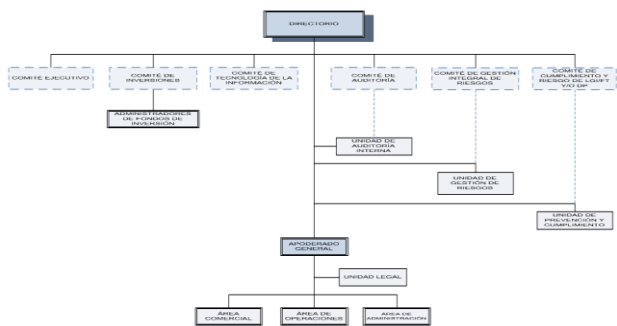 DIRECTORIO
COMITÉ EJECUTIVO
COMITÉ DE
INVERSIONES
COMITÉ DE
TECNOLOGÍA DE LA
INFORMACIÓN
COMITÉ DE
AUDITORÍA
COMITÉ DE GESTIÓN
INTEGRAL DE
RIESGOS
COMITÉ DE
CUMPLIMIENTO Y
RIESGO DE LGI/FT
Y/O DP
ADMINISTRADORES
DE FONDOS DE
INVERSIÓN
UNIDAD DE
AUDITORÍA
INTERNA
UNIDAD DE
GESTIÓN DE
RIESGOS
UNIDAD DE
PREVENCIÓN Y
CUMPLIMIENTO
APODERADO
GENERAL
UNIDAD LEGAL
ÁREA
COMERCIAL
ÁREA DE
OPERACIONES
ÁREA DE
ADMINISTRACIÓN